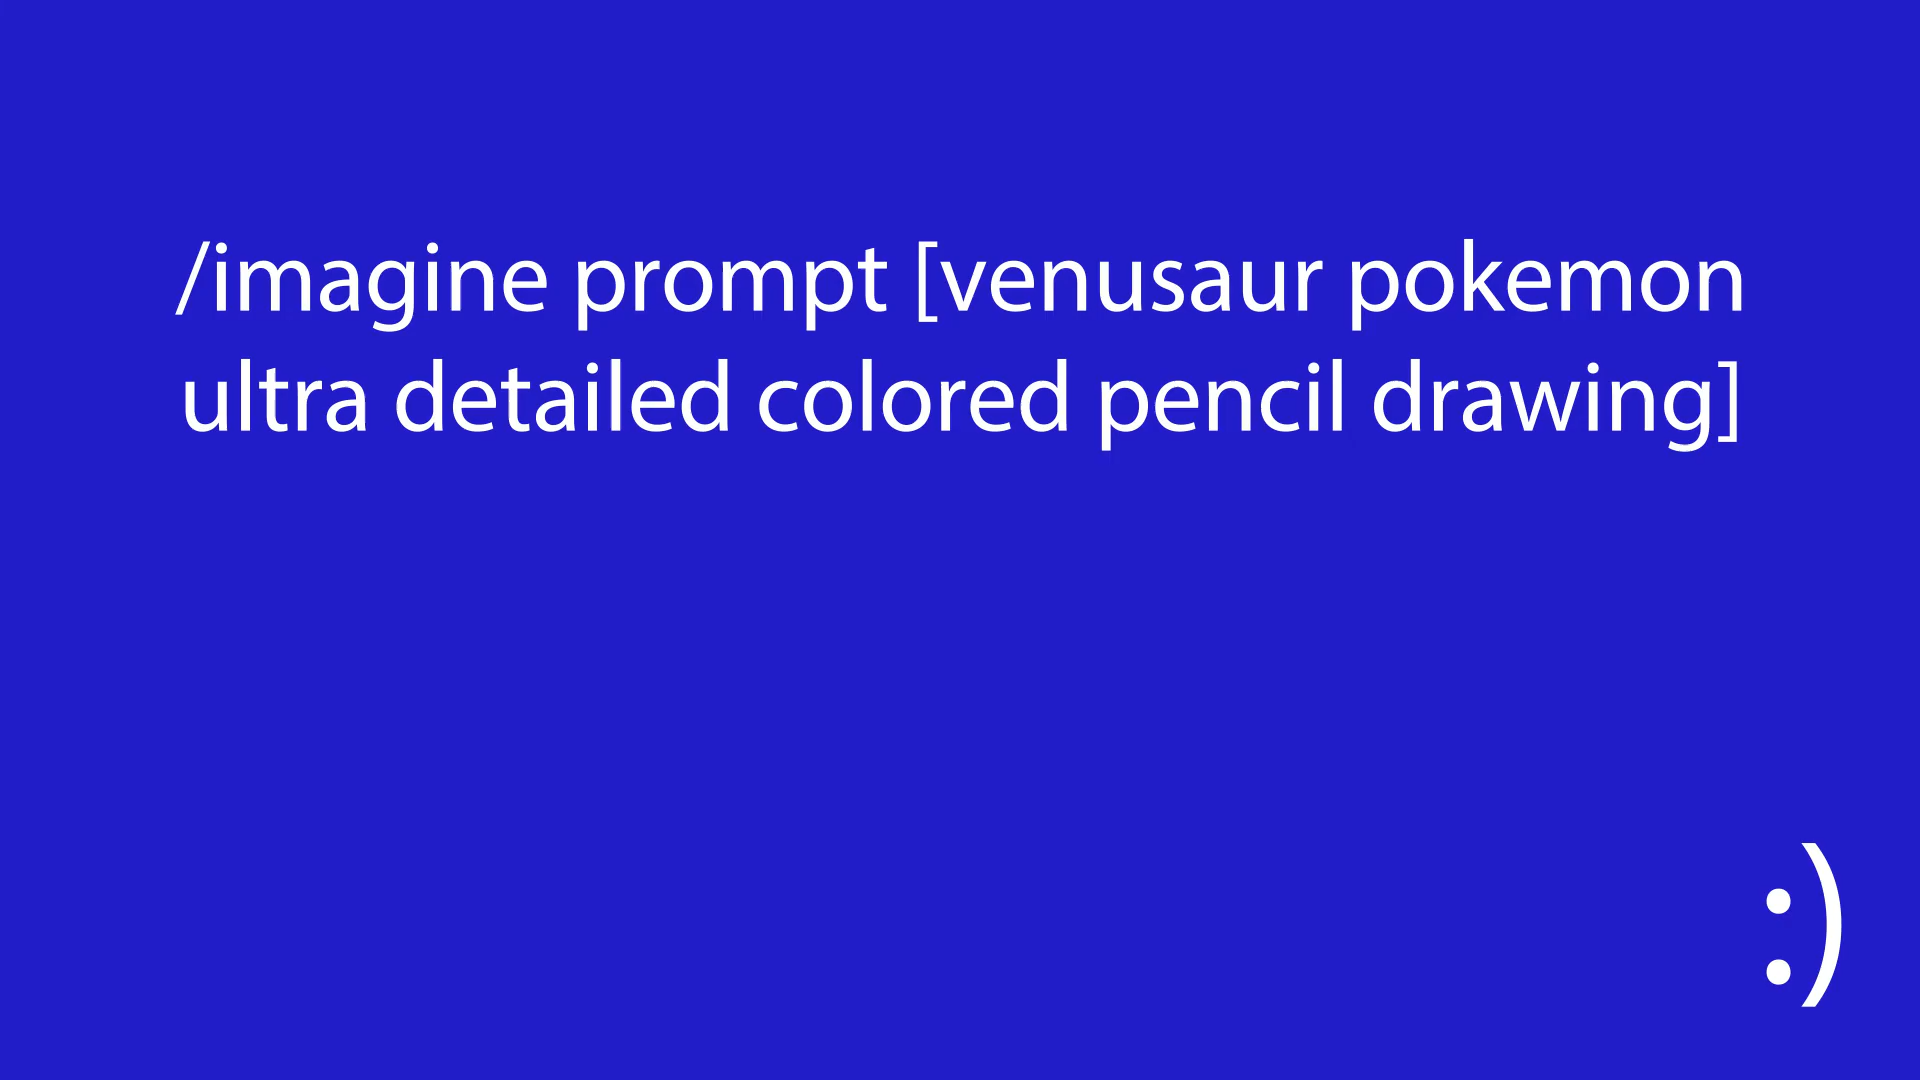 /imagine prompt [venusaur pokemon
ultra detailed colored pencil drawing]
:)